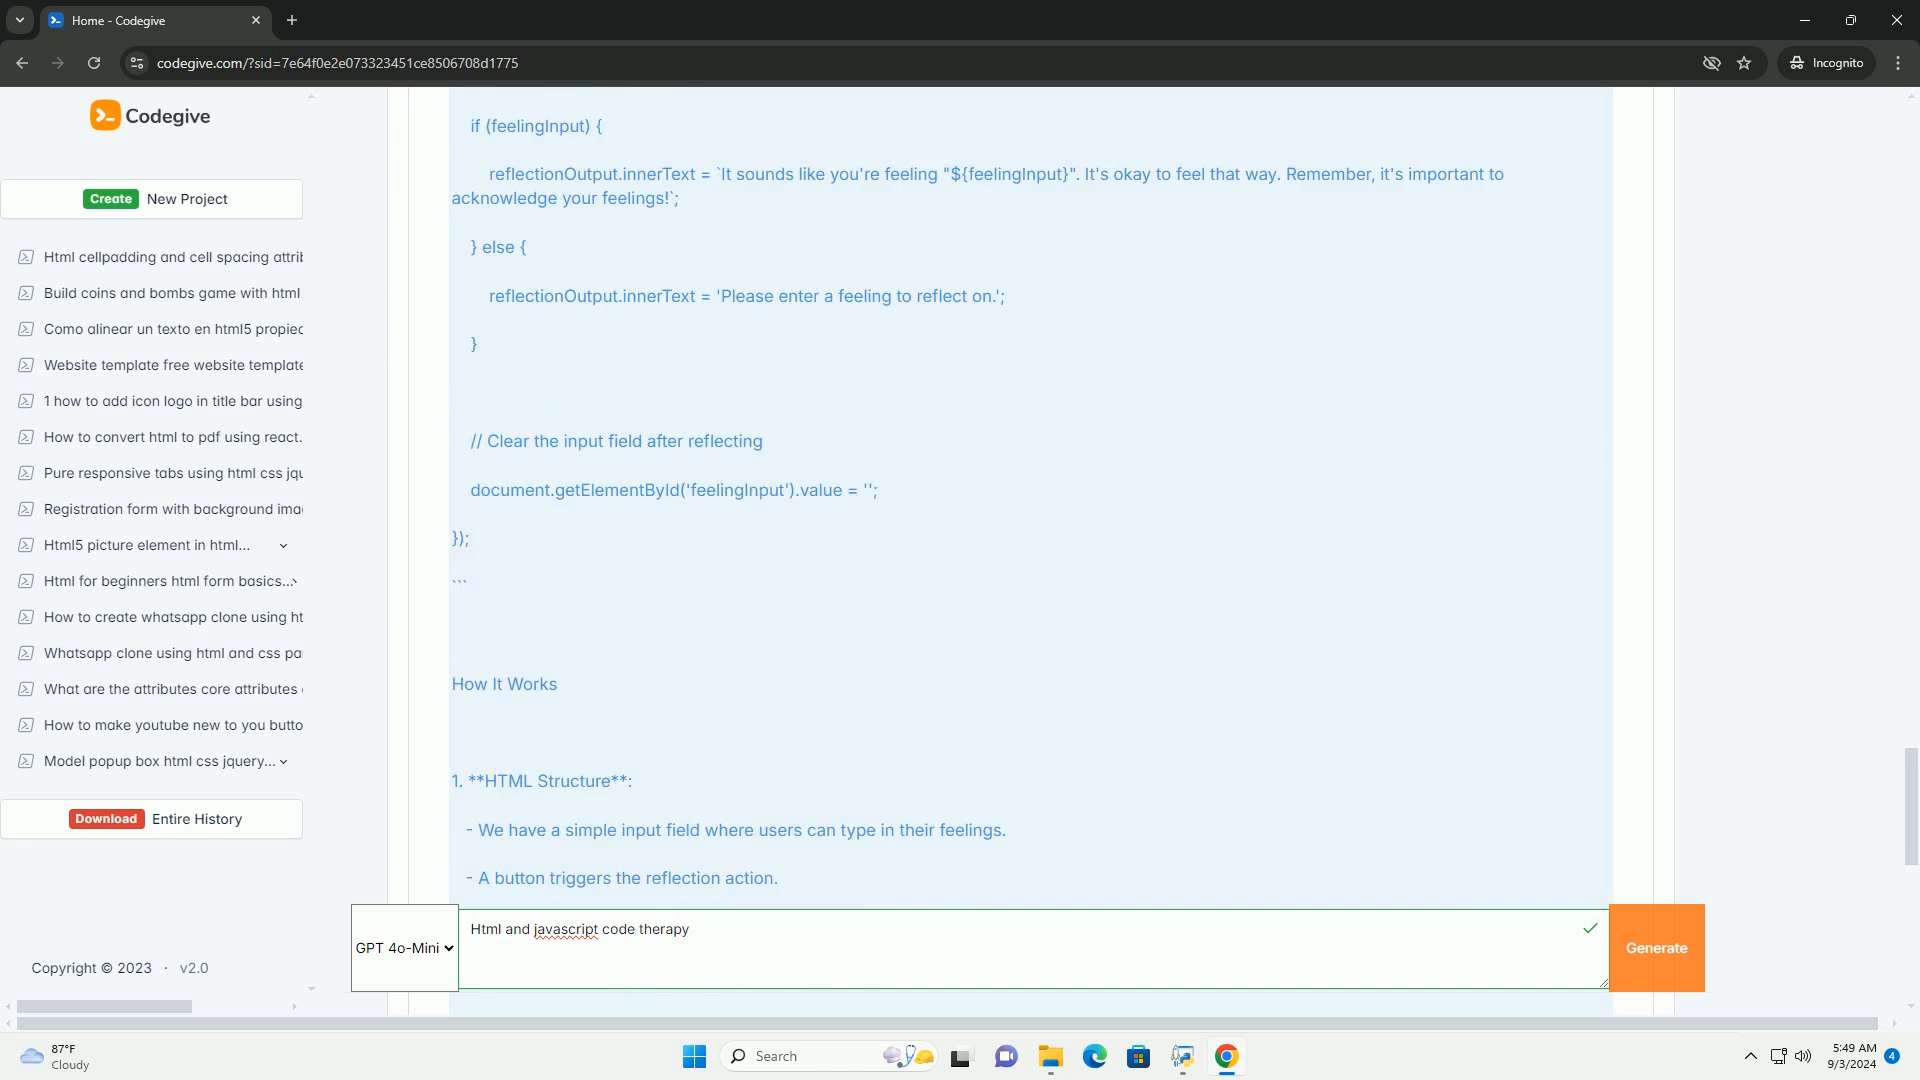 Home - Codegive
codegive.com/?sid=7e64f0e2e073323451ce8506708d1775
Incognito
Codegive
Create New Project
Html cellpadding and cell spacing attrib
Build coins and bombs game with html
Como alinear un texto en html5 propied
Website template free website template
1 how to add icon logo in title bar using
How to convert html to pdf using react.
Pure responsive tabs using html css jqu
Registration form with background imag
Html5 picture element in html...
Html for beginners html form basics...
How to create whatsapp clone using ht
Whatsapp clone using html and css pa
What are the attributes core attributes
How to make youtube new to you butto
Model popup box html css jquery...
Download Entire History
Copyright © 2023 · v2.0
if (feelingInput) {
reflectionOutput.innerText = `It sounds like you're feeling "${feelingInput}". It's okay to feel that way. Remember, it's important to
acknowledge your feelings!`;
} else {
reflectionOutput.innerText = 'Please enter a feeling to reflect on.';
}
// Clear the input field after reflecting
document.getElementById('feelingInput').value = '';
});
```
How It Works
1. **HTML Structure**:
- We have a simple input field where users can type in their feelings.
- A button triggers the reflection action.
GPT 4o-Mini
Html and javascript code therapy
Generate
87°F
Cloudy
Search
5:49 AM
9/3/2024
4